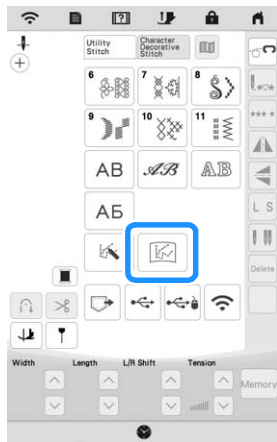 Utility
Stitch
Character
Decorative
Stitch
6
7
8
9
10
11
AB
AB
AB
АБ
L S
Delete
Width
Length
L/R Shift
Tension
Memory